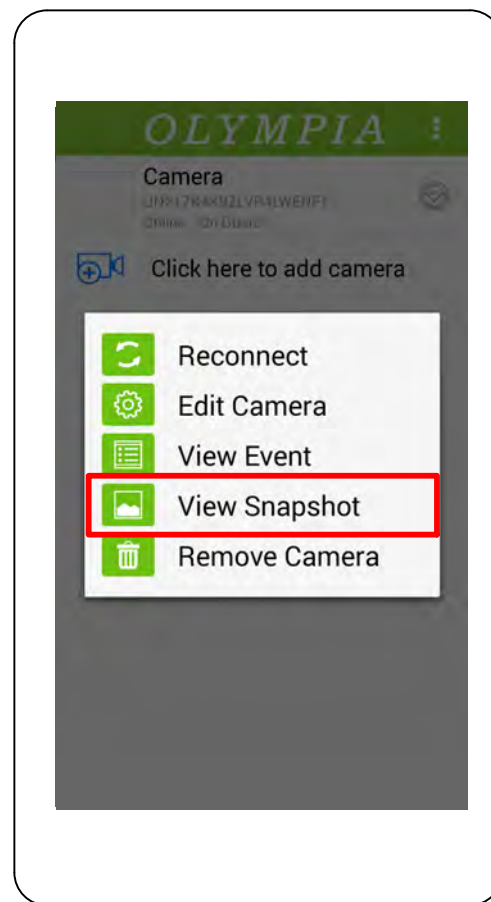 OLYMPIA
Camera
Click here to add camera
Reconnect
Edit Camera
View Event
View Snapshot
Remove Camera